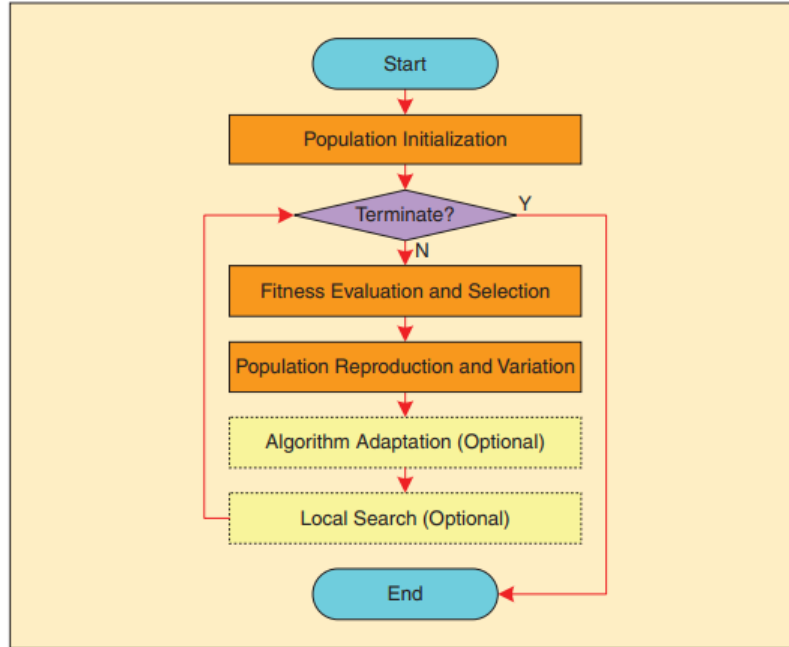 Start
Population Initialization
Terminate?
Y
N
Fitness Evaluation and Selection
Population Reproduction and Variation
Algorithm Adaptation (Optional)
Local Search (Optional)
End